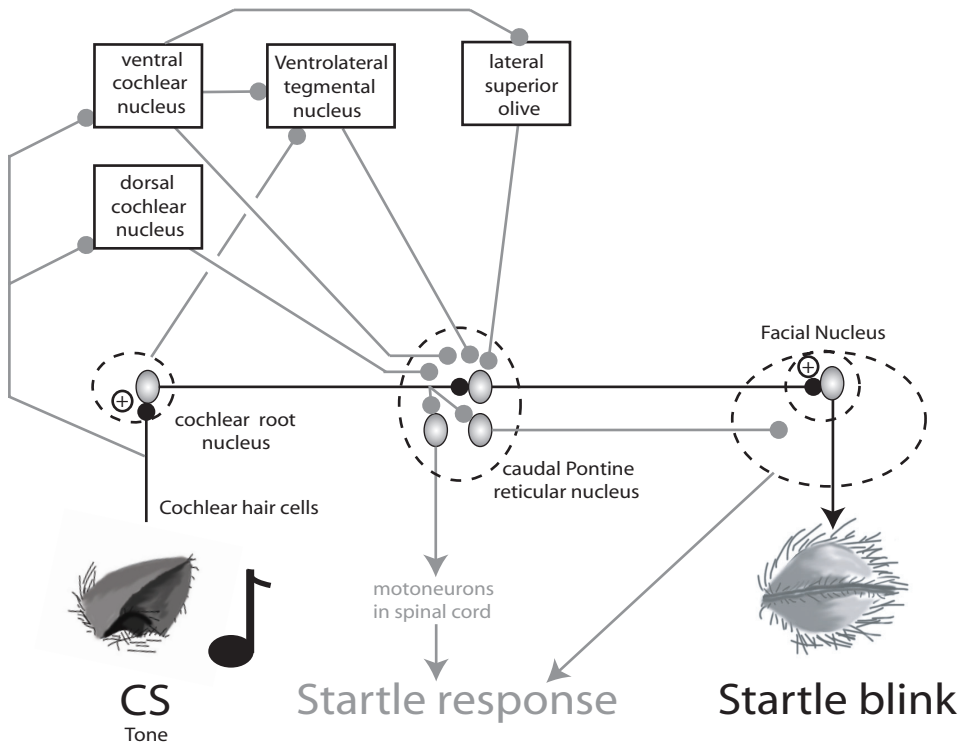 ventral
cochlear
nucleus
Ventrolateral
tegmental
nucleus
lateral
superior
olive
dorsal
cochlear
nucleus
Facial Nucleus
+
+
cochlear root
nucleus
caudal Pontine
reticular nucleus
Cochlear hair cells
motoneurons
in spinal cord
CS
Tone
Startle response
Startle blink